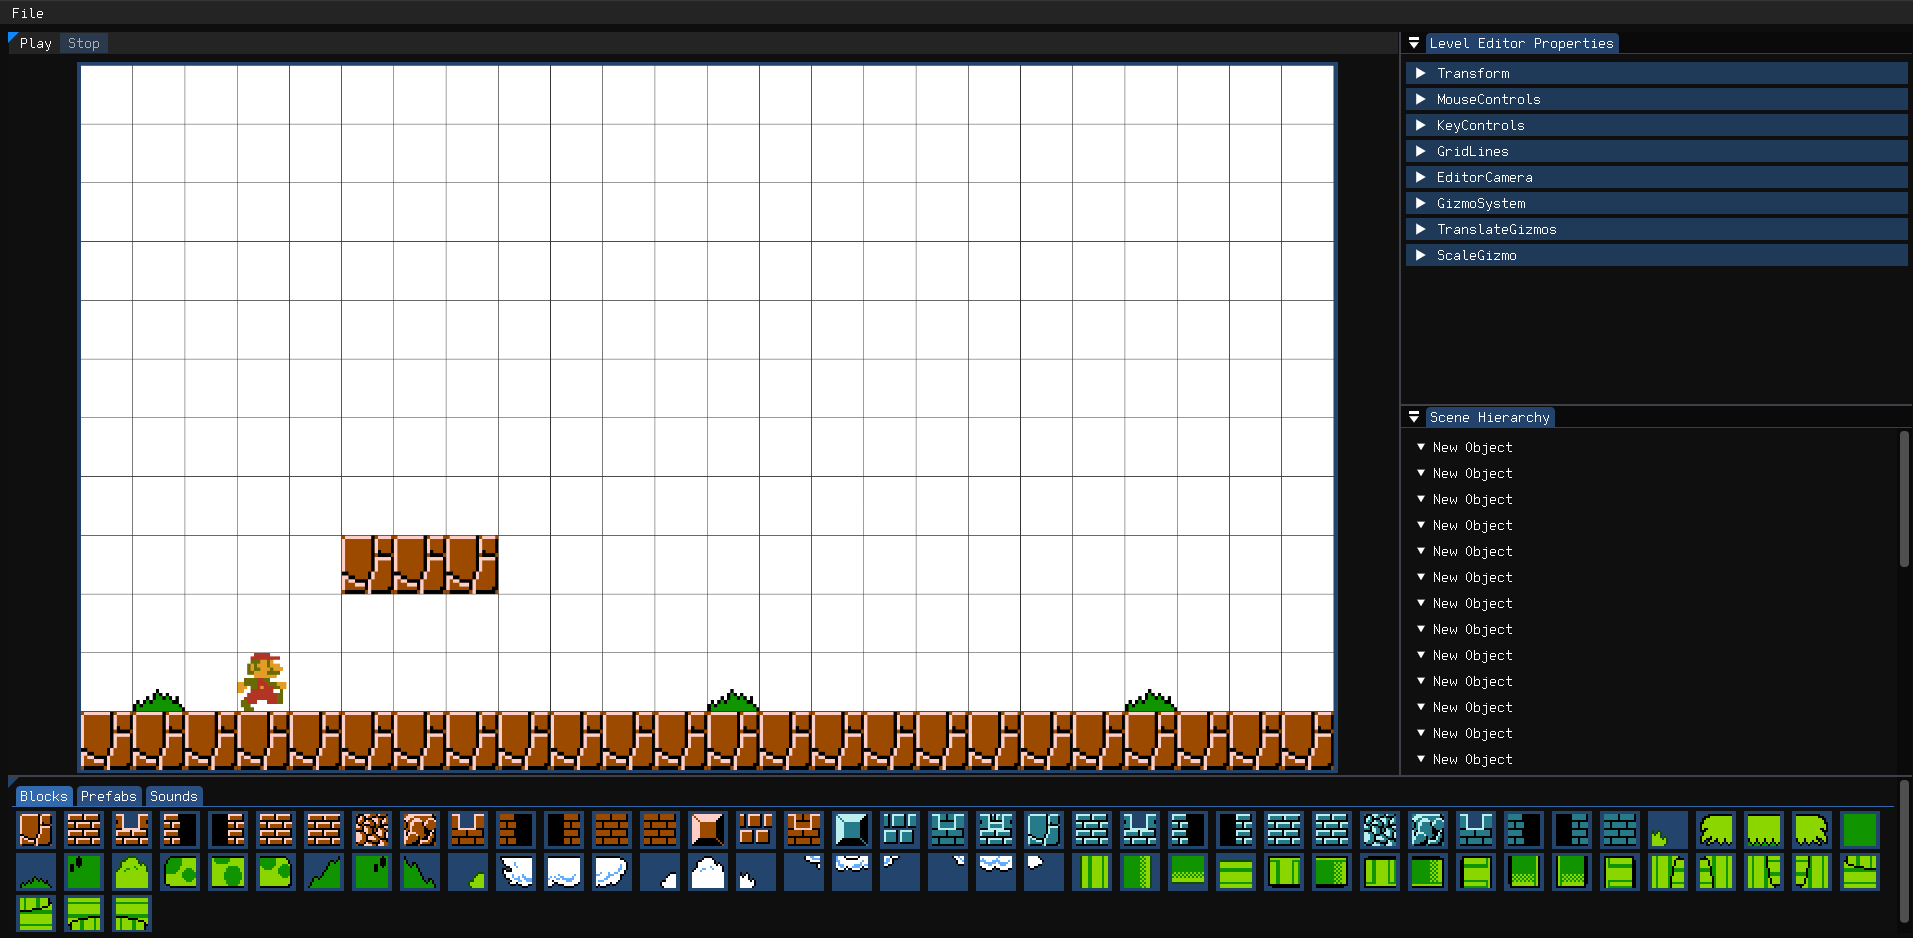 File
Play Stop
Level Editor Properties
Transform
MouseControls
KeyControls
GridLines
EditorCamera
GizmoSystem
TranslateGizmos
ScaleGizmo
Scene Hierarchy
New Object
New Object
New Object
New Object
New Object
New Object
New Object
New Object
New Object
New Object
New Object
New Object
New Object
Blocks Prefabs Sounds